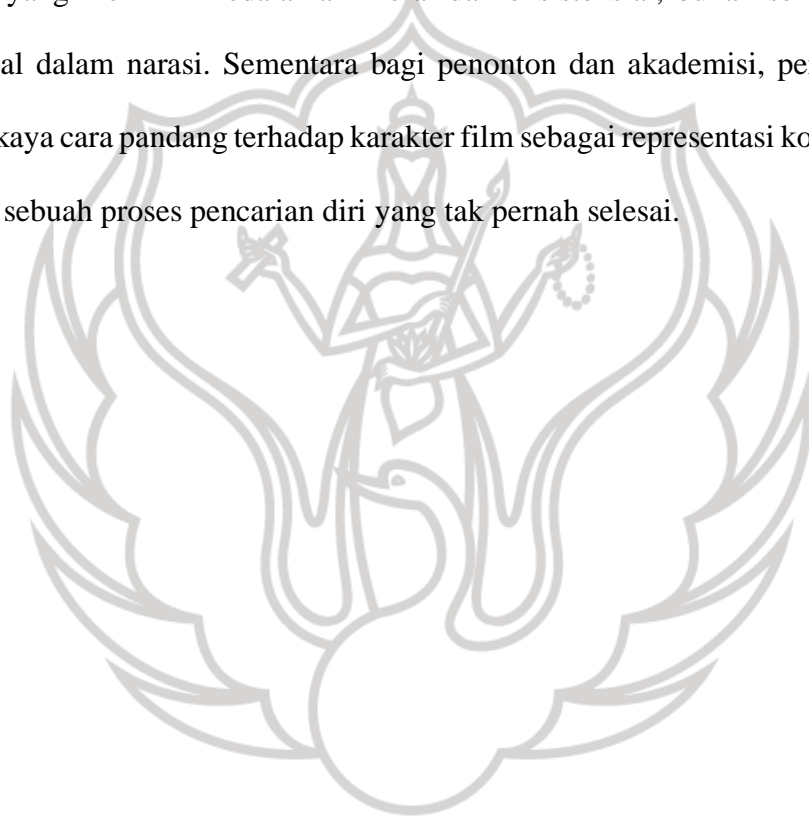 al dalam narasi. Sementara bagi penonton dan akademisi, pe
kaya cara pandang terhadap karakter film sebagai representasi ko
sebuah proses pencarian diri yang tak pernah selesai.